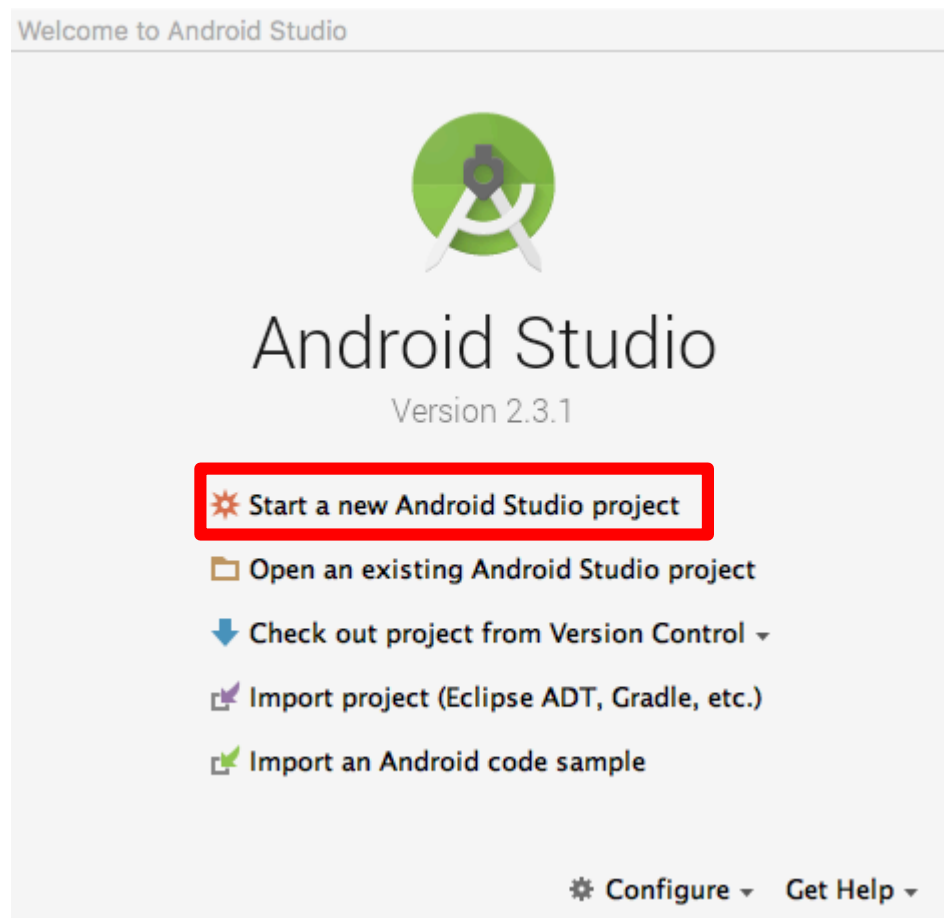 Welcome to Android Studio
Android Studio
Version 2.3.1
Start a new Android Studio project
Open an existing Android Studio project
Check out project from Version Control
Import project (Eclipse ADT, Gradle, etc.)
Import an Android code sample
Configure Get Help